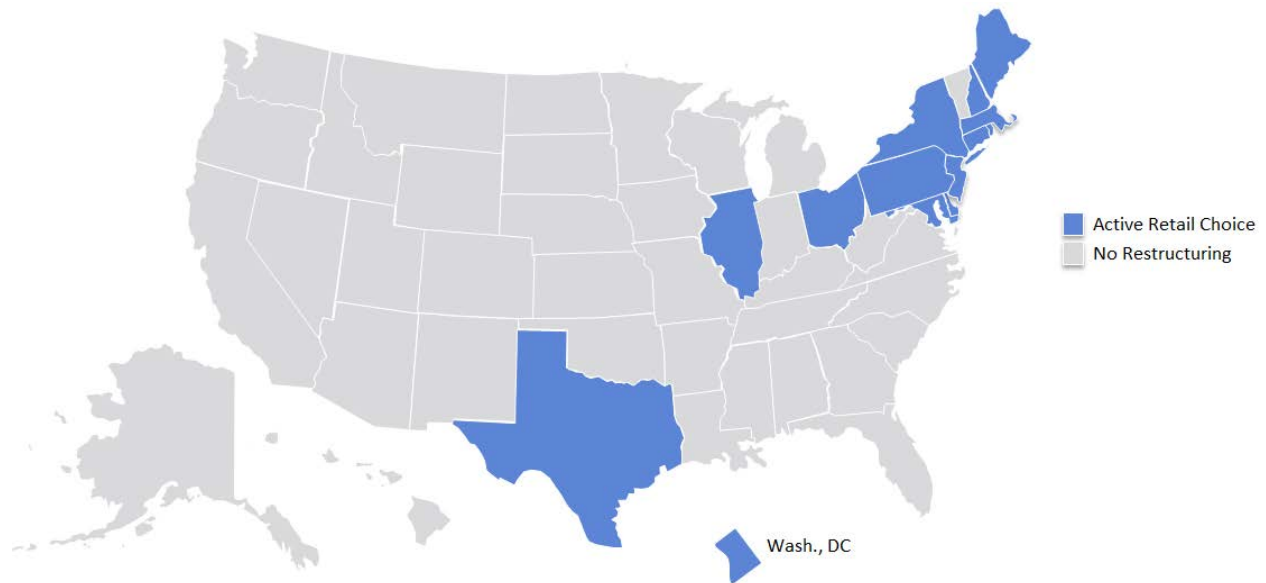 Active Retail Choice
No Restructuring
Wash., DC